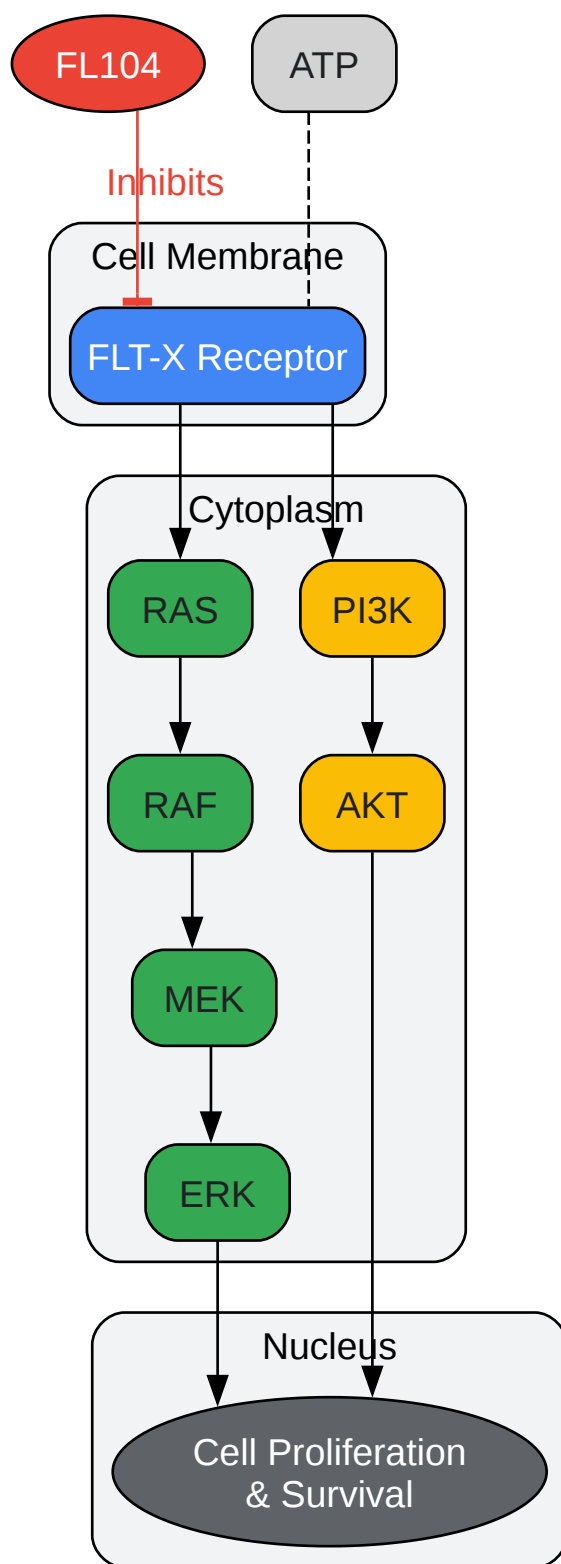 FL104
ATP
Inhibits
Cell Membrane
FLT-X Receptor
Cytoplasm
RAS
PI3K
RAF
AKT
MEK
ERK
Nucleus
Cell Proliferation
& Survival